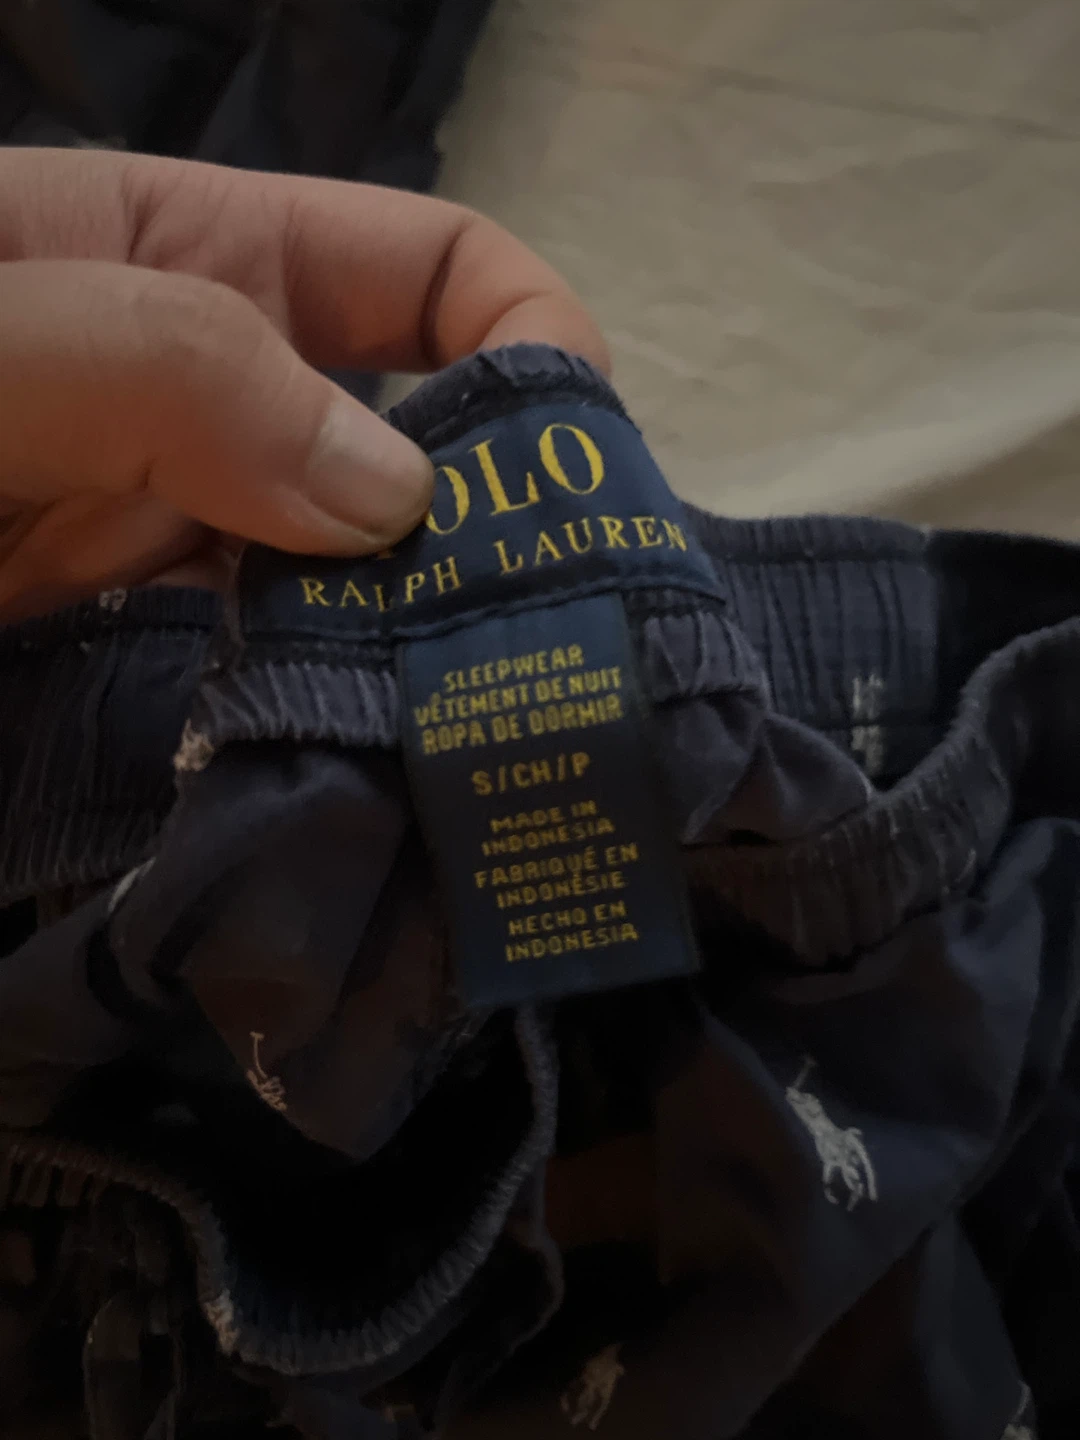 POLO
RALPH LAUREN
SLEEPWEAR
VÊTEMENT DE NUIT
ROPA DE DORMIR
S/CH/P
MADE IN
INDONESIA
FABRIQUÉ EN
INDONÉSIE
HECHO EN
INDONESIA